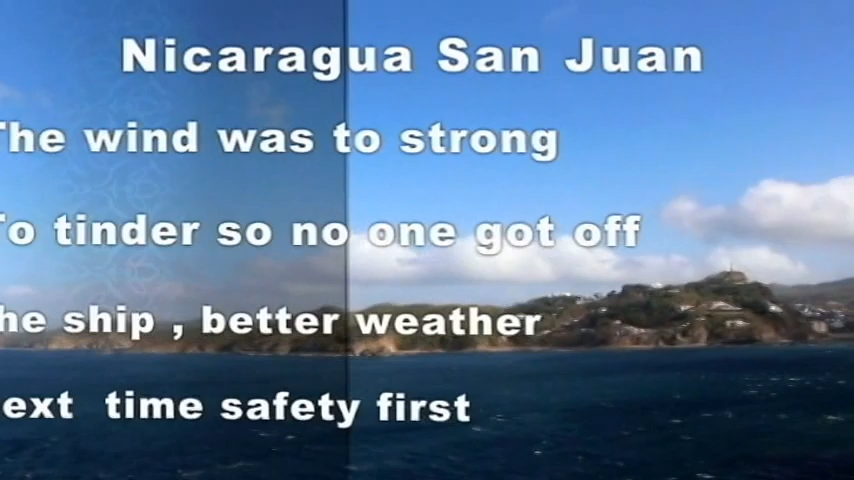 Nicaragua San Juan
The wind was to strong
To tinder so no one got off
he ship , better weather
ext time safety first